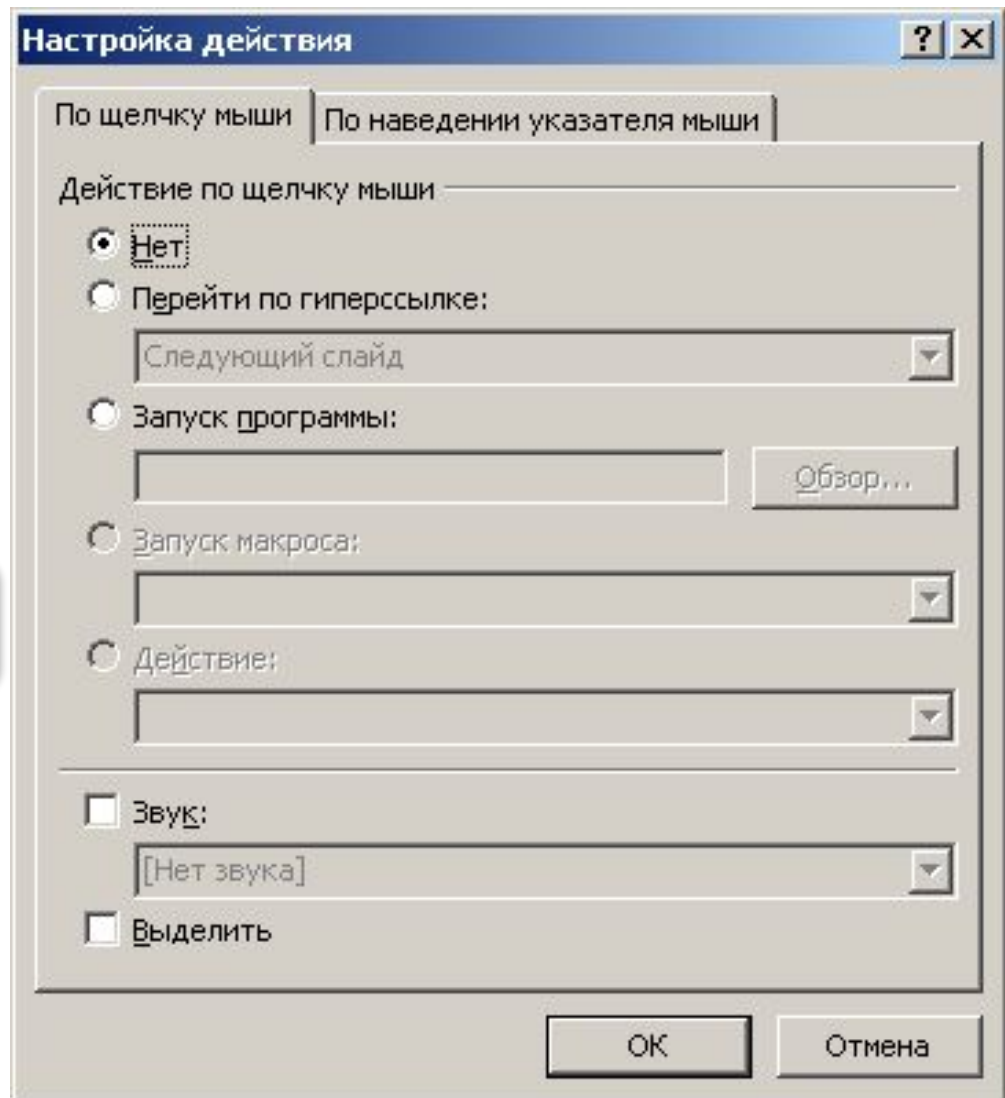 Настройка действия
По щелчку мыши
По наведении указателя мыши
Действие по щелчку мыши
Нет
Перейти по гиперссылке:
Следующий слайд
Запуск программы:
Обзор...
Запуск макроса:
Действие:
Звук:
[Нет звука]
Выделить
ОК
Отмена